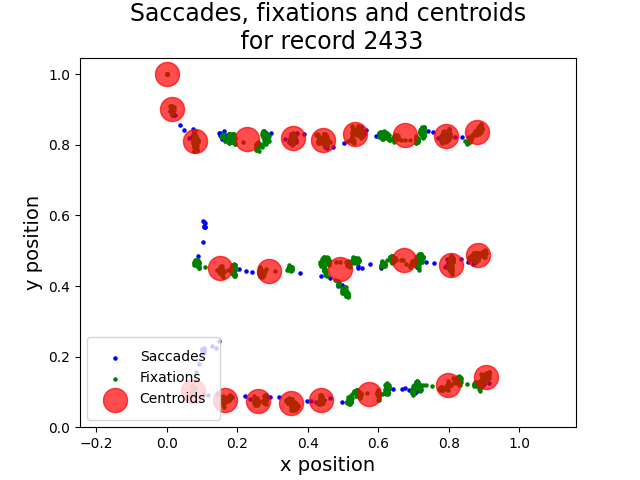 Saccades, fixations and centroids
for record 2433
y position
1.0
0.8
0.6
0.4
0.2
0.0
Saccades
Fixations
Centroids
−0.2
0.0
0.2
0.4
0.6
0.8
1.0
x position